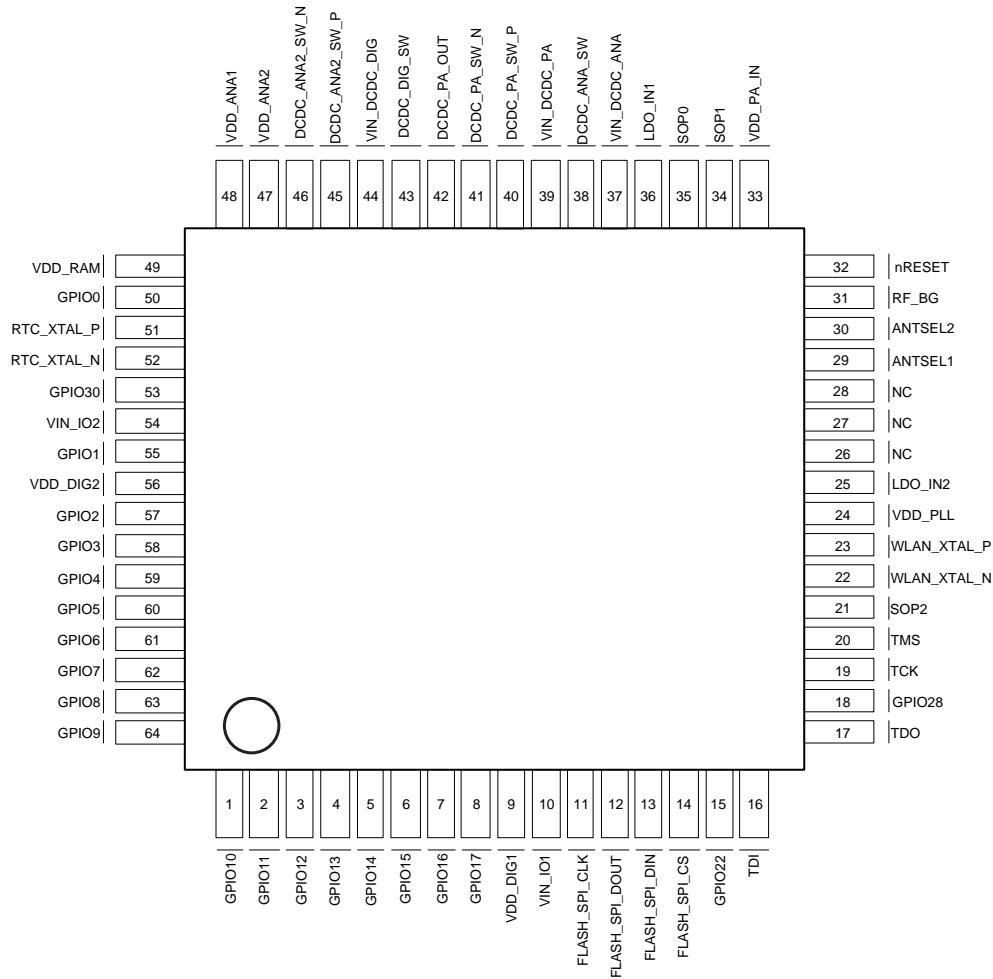 VDD_ANA1
VDD_ANA2
DCDC_ANA2_SW_N
DCDC_ANA2_SW_P
VIN_DCDC_DIG
DCDC_DIG_SW
DCDC_PA_OUT
DCDC_PA_SW_N
DCDC_PA_SW_P
VIN_DCDC_PA
DCDC_ANA_SW
VIN_DCDC_ANA
LDO_IN1
SOP0
SOP1
VDD_PA_IN
48
47
46
45
44
43
42
41
40
39
38
37
36
35
34
33
VDD_RAM 49
GPIO0 50
RTC_XTAL_P 51
RTC_XTAL_N 52
GPIO30 53
VIN_IO2 54
GPIO1 55
VDD_DIG2 56
GPIO2 57
GPIO3 58
GPIO4 59
GPIO5 60
GPIO6 61
GPIO7 62
GPIO8 63
GPIO9 64
32 nRESET
31 RF_BG
30 ANTSEL2
29 ANTSEL1
28 NC
27 NC
26 NC
25 LDO_IN2
24 VDD_PLL
23 WLAN_XTAL_P
22 WLAN_XTAL_N
21 SOP2
20 TMS
19 TCK
18 GPIO28
17 TDO
1
2
3
4
5
6
7
8
9
10
11
12
13
14
15
16
GPIO10
GPIO11
GPIO12
GPIO13
GPIO14
GPIO15
GPIO16
GPIO17
VDD_DIG1
VIN_IO1
FLASH_SPI_CLK
FLASH_SPI_DOUT
FLASH_SPI_DIN
FLASH_SPI_CS
GPIO22
TDI